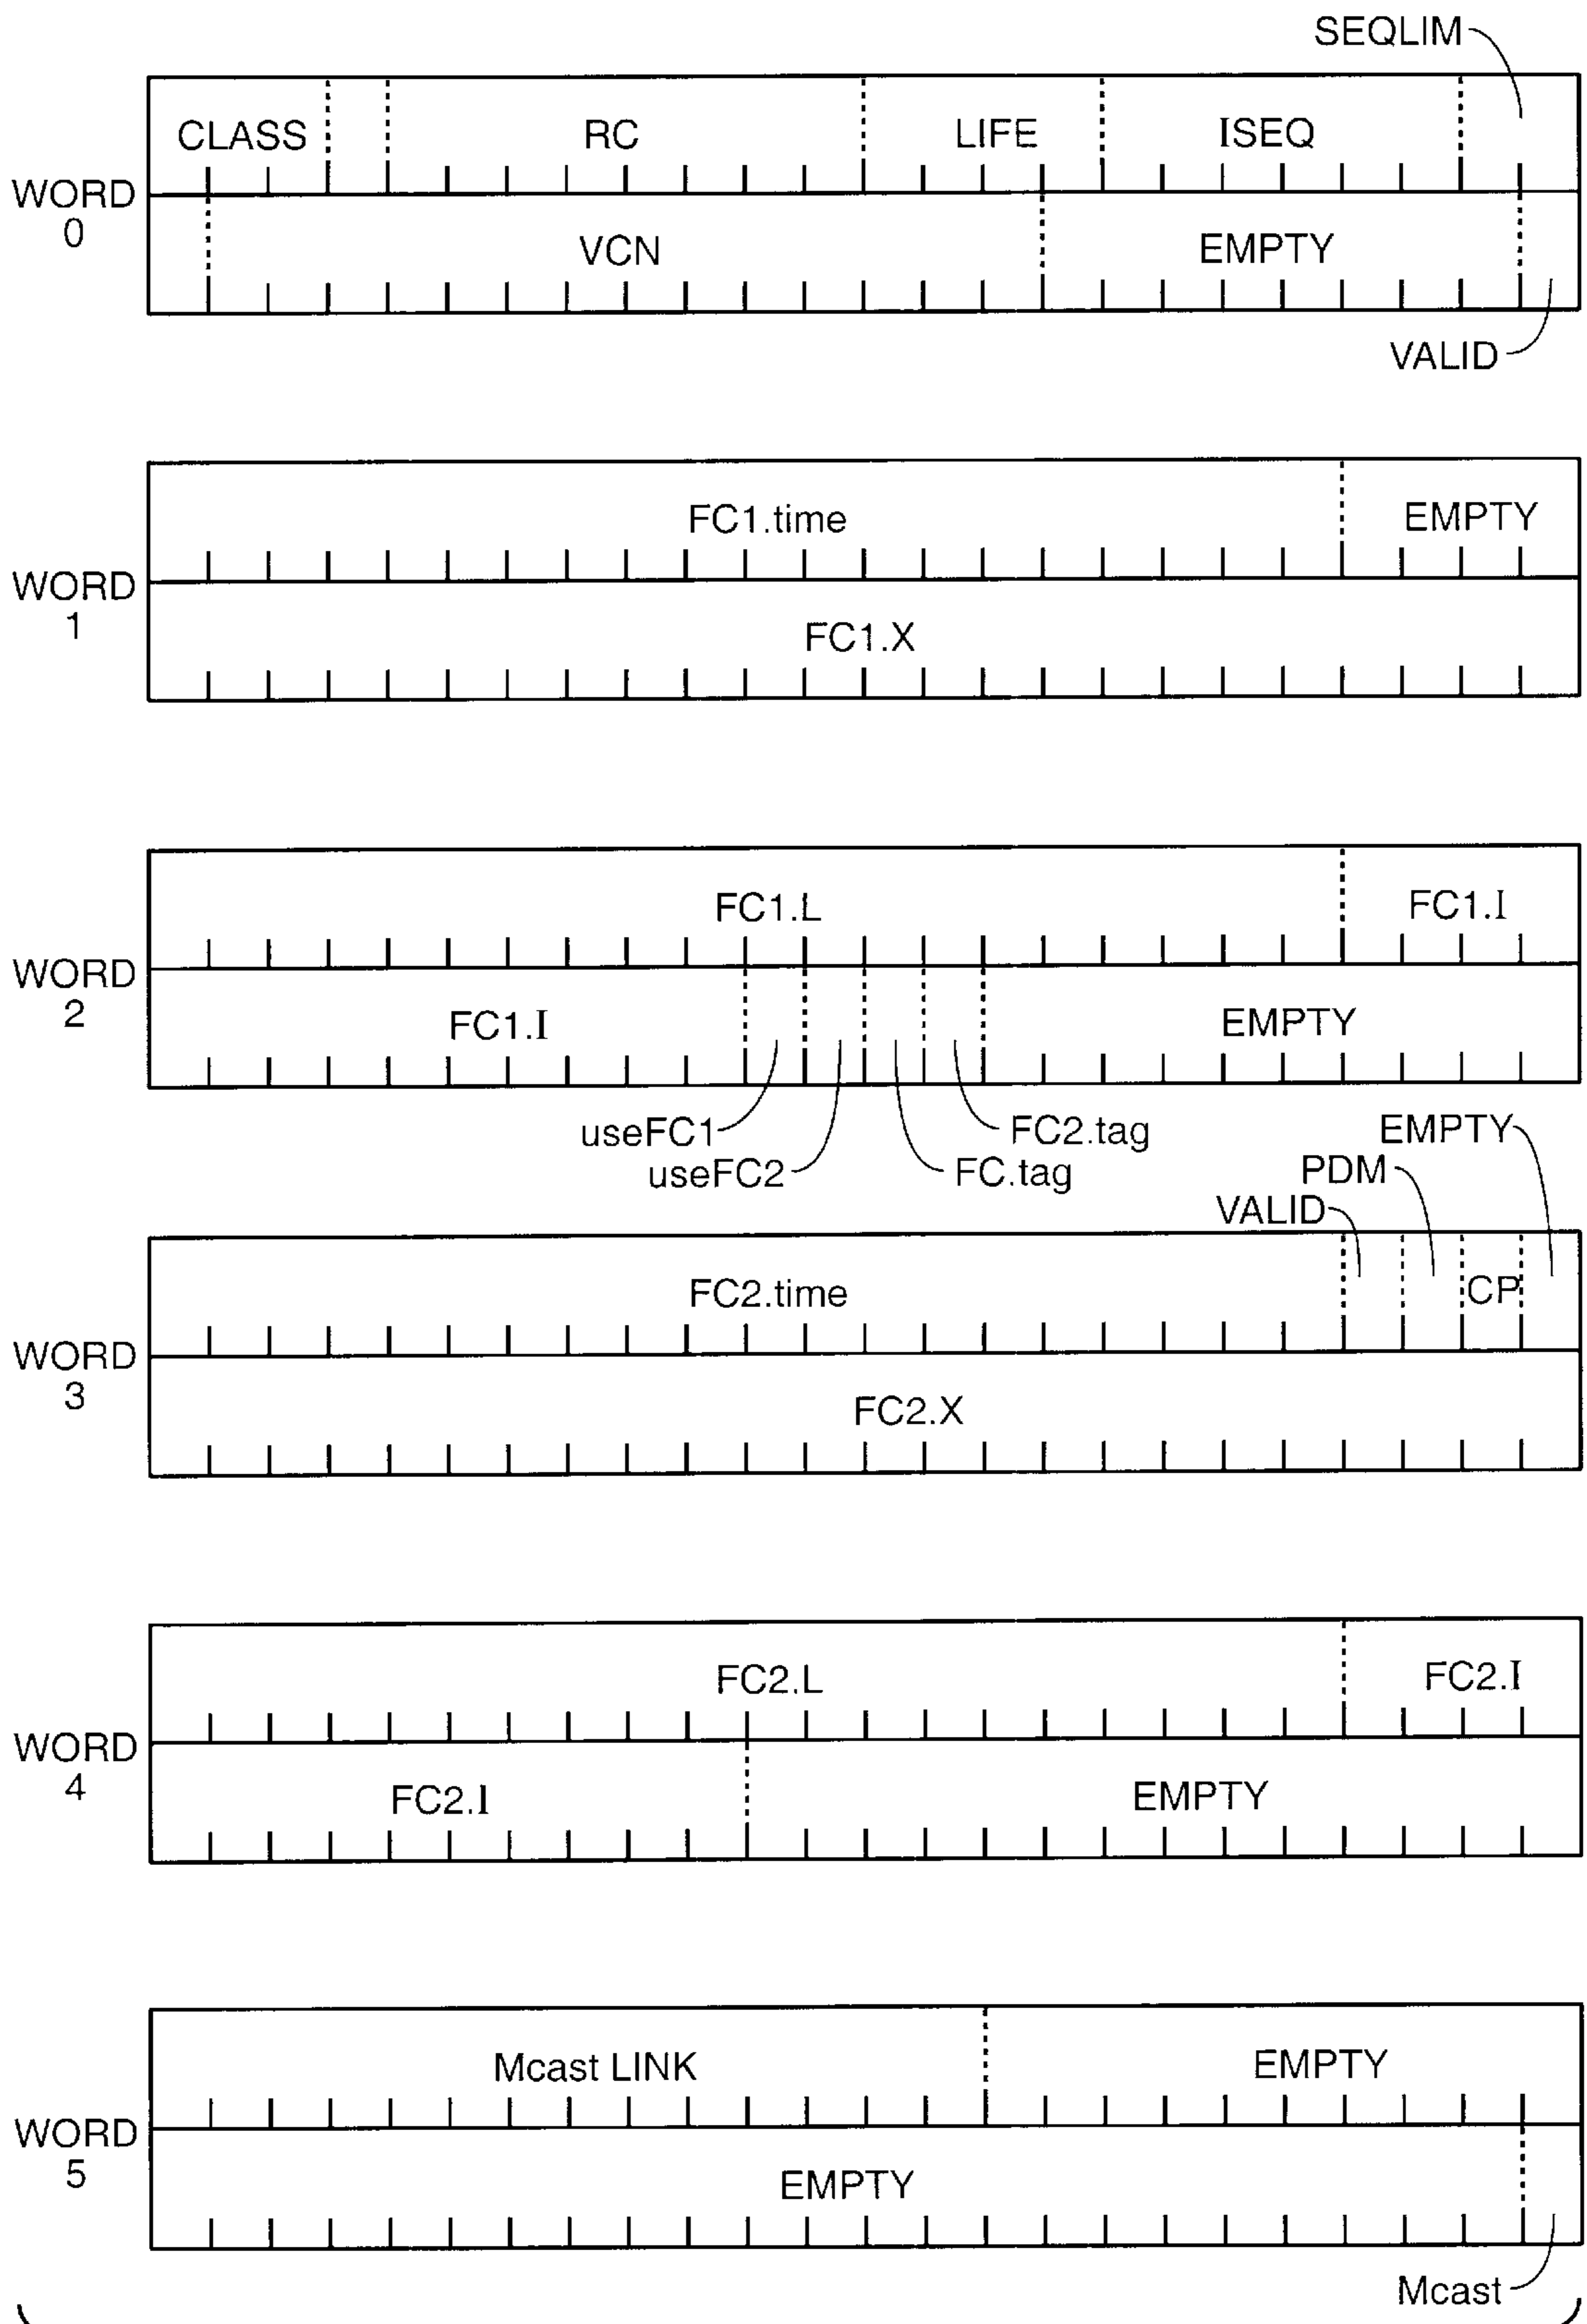 SEQLIM
CLASS RC LIFE ISEQ
WORD
0
VCN EMPTY
VALID
FC1.time EMPTY
WORD
1
FC1.X
FC1.L FC1.I
WORD
2
FC1.I EMPTY
useFC1 FC2.tag EMPTY
useFC2 FC.tag PDM
VALID
FC2.time CP
WORD
3
FC2.X
FC2.L FC2.I
WORD
4
FC2.I EMPTY
Mcast LINK EMPTY
WORD
5
EMPTY
Mcast